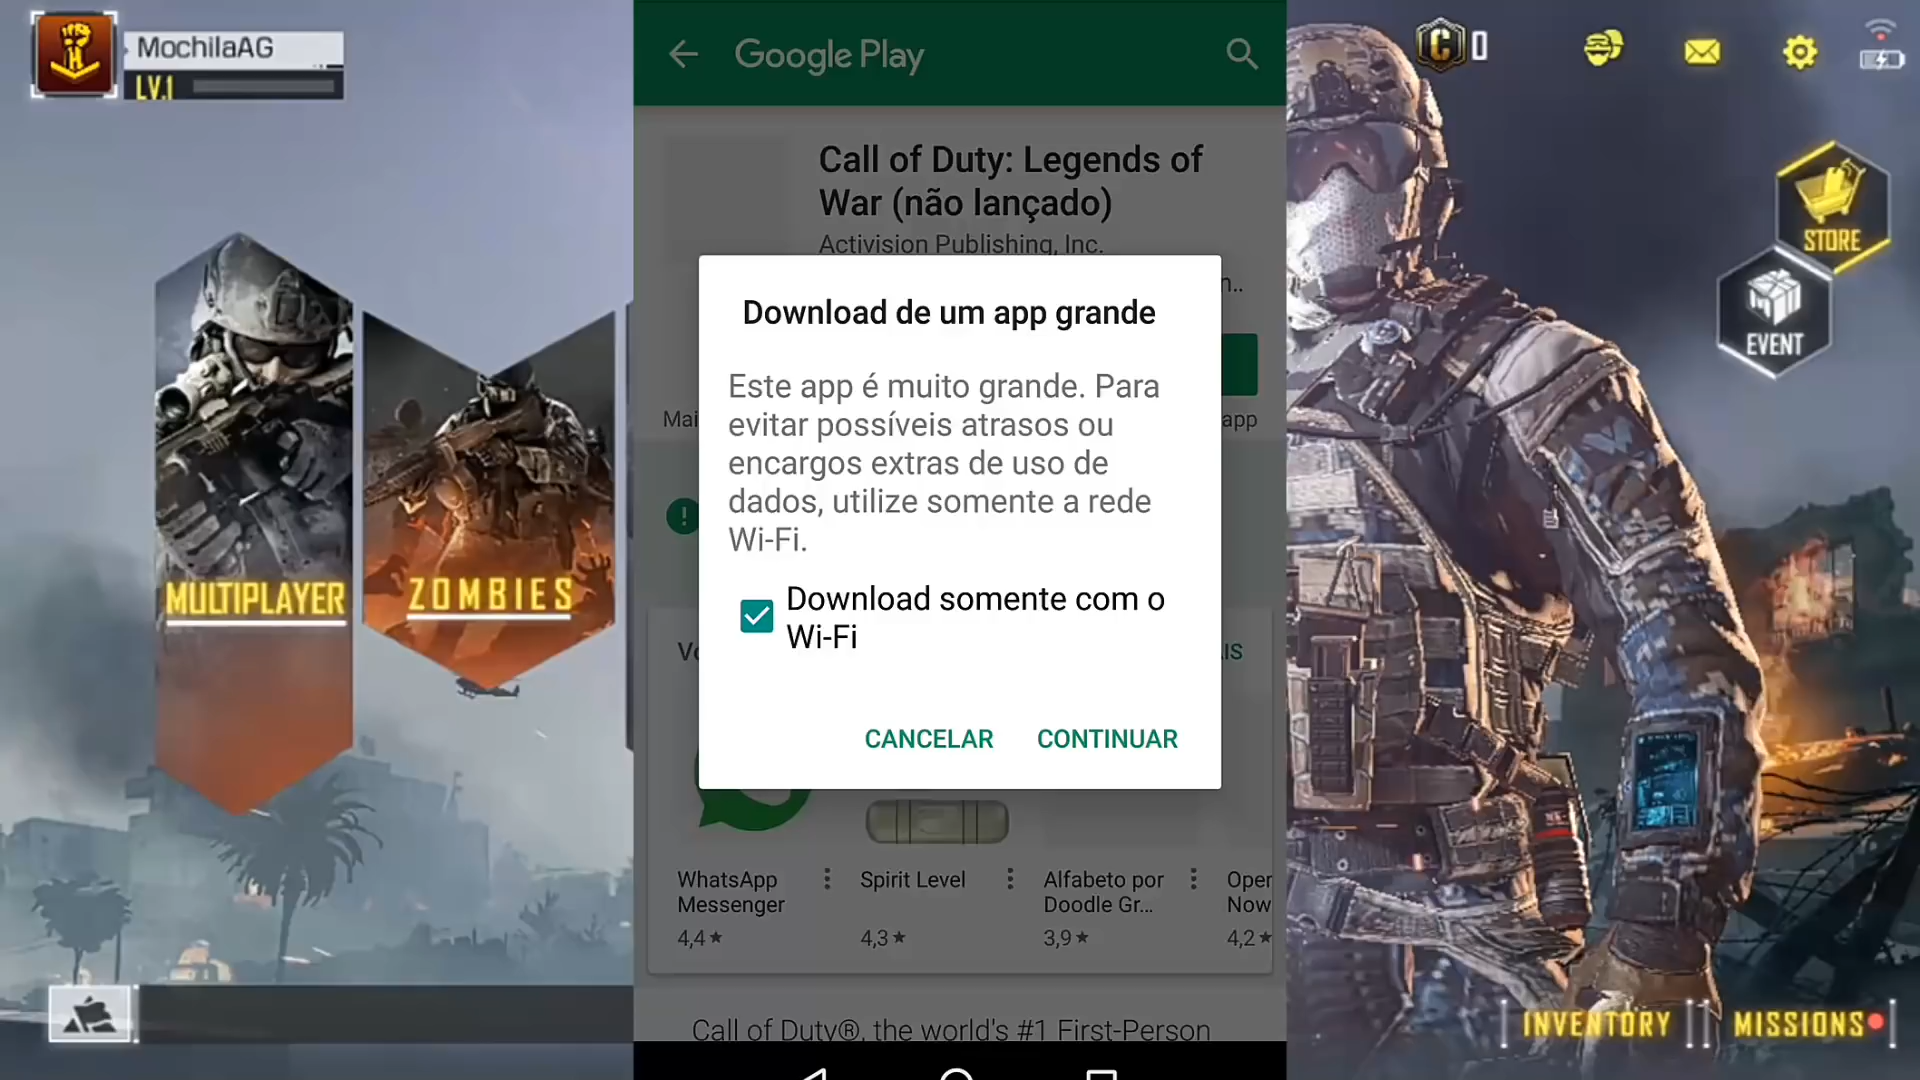 MochilaAG
LV.1
MULTIPLAYER
ZOMBIES
Google Play
Call of Duty: Legends of
War (não lançado)
Activision Publishing, Inc.
Download de um app grande
Este app é muito grande. Para
evitar possíveis atrasos ou
encargos extras de uso de
dados, utilize somente a rede
Wi-Fi.
Download somente com o
Wi-Fi
CANCELAR CONTINUAR
app
WhatsApp
Messenger
4,4★
Spirit Level
4,3★
Alfabeto por
Doodle Gr...
3,9★
Oper
Now
4,2★
Call of Duty®, the world's #1 First-Person
0
STORE
EVENT
INVENTORY
MISSIONS